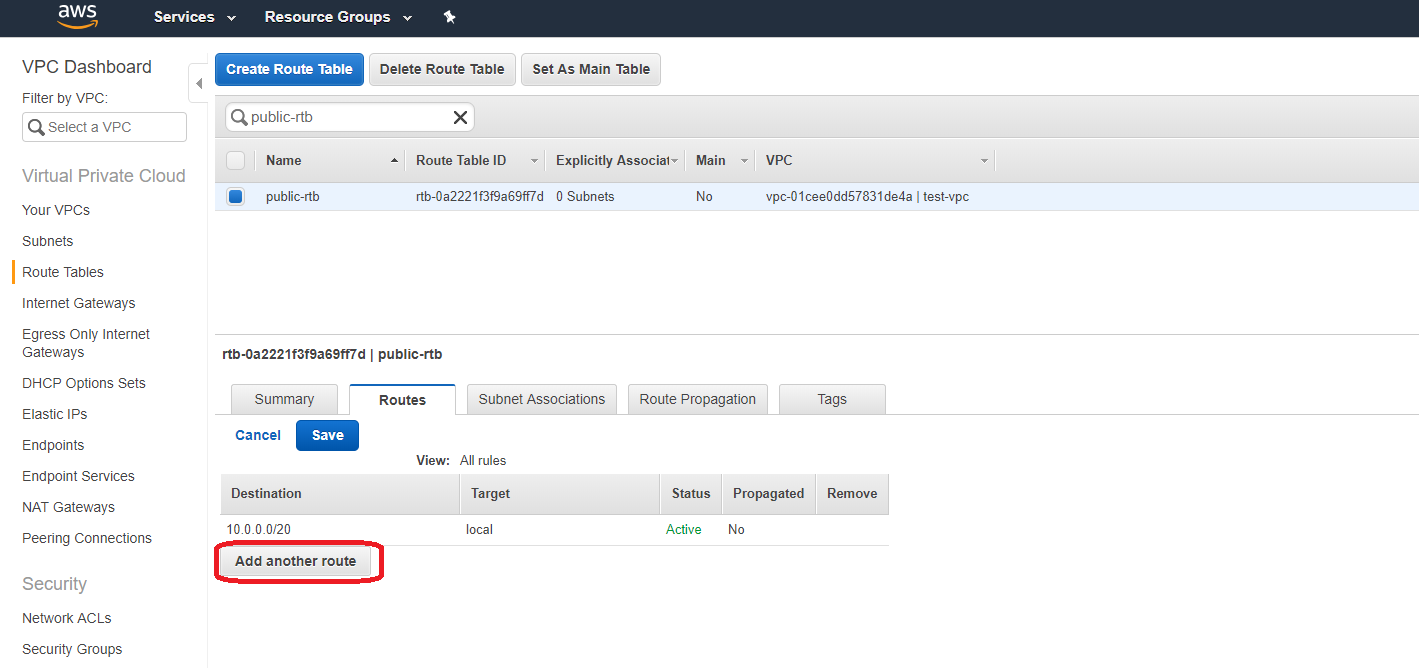 aws Services Resource Groups
VPC Dashboard
Filter by VPC:
Select a VPC
Virtual Private Cloud
Your VPCs
Subnets
Route Tables
Internet Gateways
Egress Only Internet
Gateways
DHCP Options Sets
Elastic IPs
Endpoints
Endpoint Services
NAT Gateways
Peering Connections
Security
Network ACLs
Security Groups
Create Route Table Delete Route Table Set As Main Table
public-rtb
Name Route Table ID Explicitly Associat Main VPC
public-rtb rtb-0a2221f3f9a69ff7d 0 Subnets No vpc-01cee0dd57831de4a | test-vpc
rtb-0a2221f3f9a69ff7d | public-rtb
Summary Routes Subnet Associations Route Propagation Tags
Cancel Save
View: All rules
Destination Target Status Propagated Remove
10.0.0.0/20 local Active No
Add another route